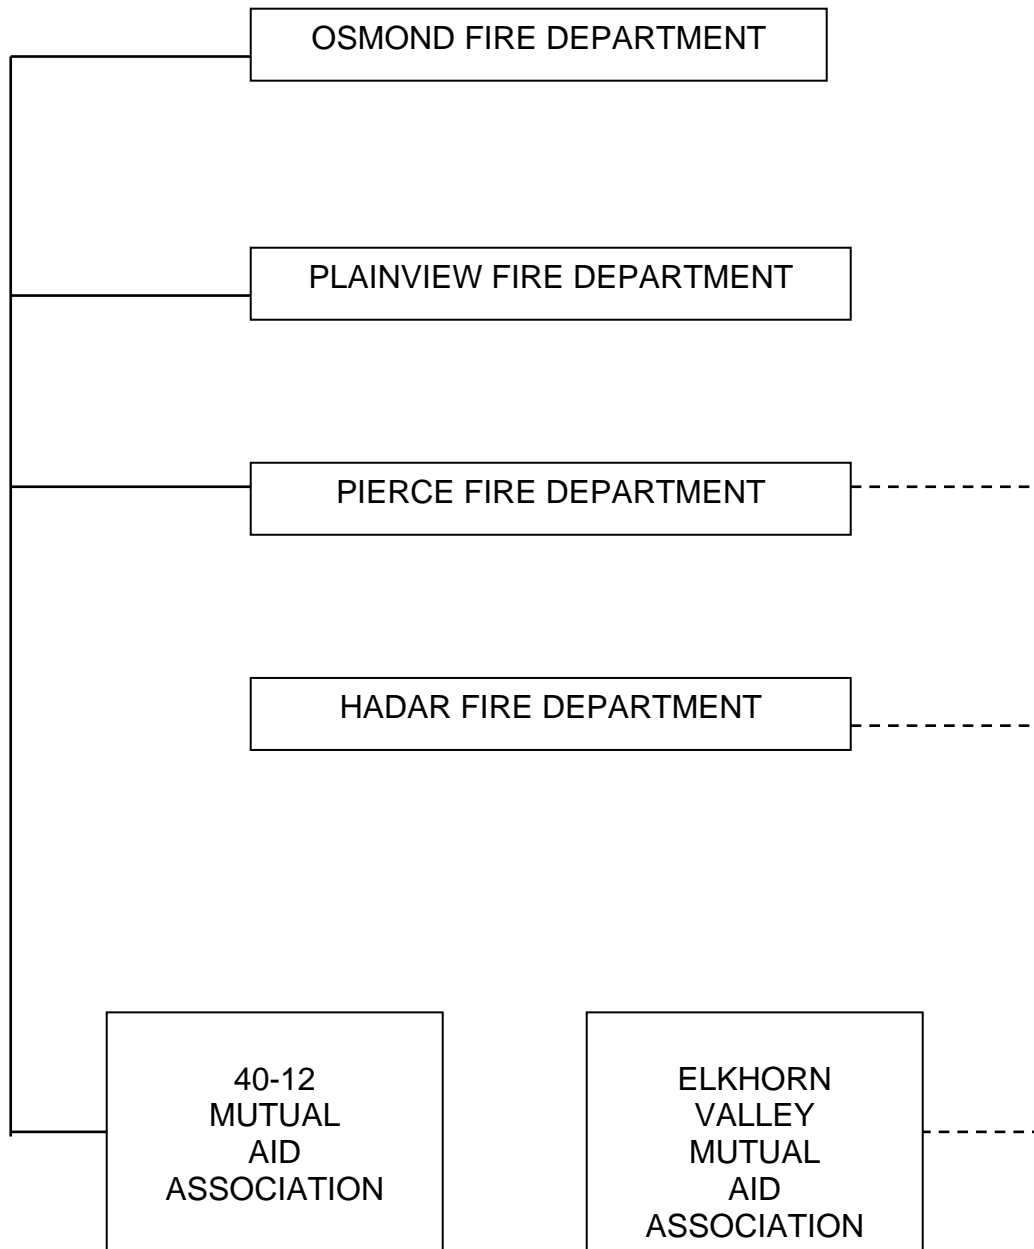 OSMOND FIRE DEPARTMENT
PLAINVIEW FIRE DEPARTMENT
PIERCE FIRE DEPARTMENT
HADAR FIRE DEPARTMENT
40-12
MUTUAL
AID
ASSOCIATION
ELKHORN
VALLEY
MUTUAL
AID
ASSOCIATION